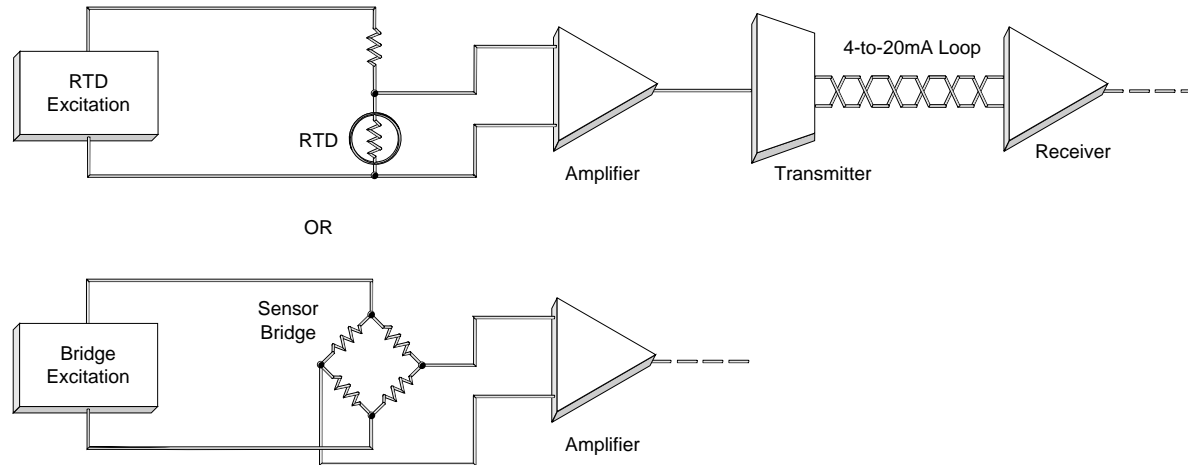 4-to-20mA Loop
RTD
Excitation
RTD
Amplifier
Transmitter
Receiver
OR
Sensor
Bridge
Bridge
Excitation
Amplifier